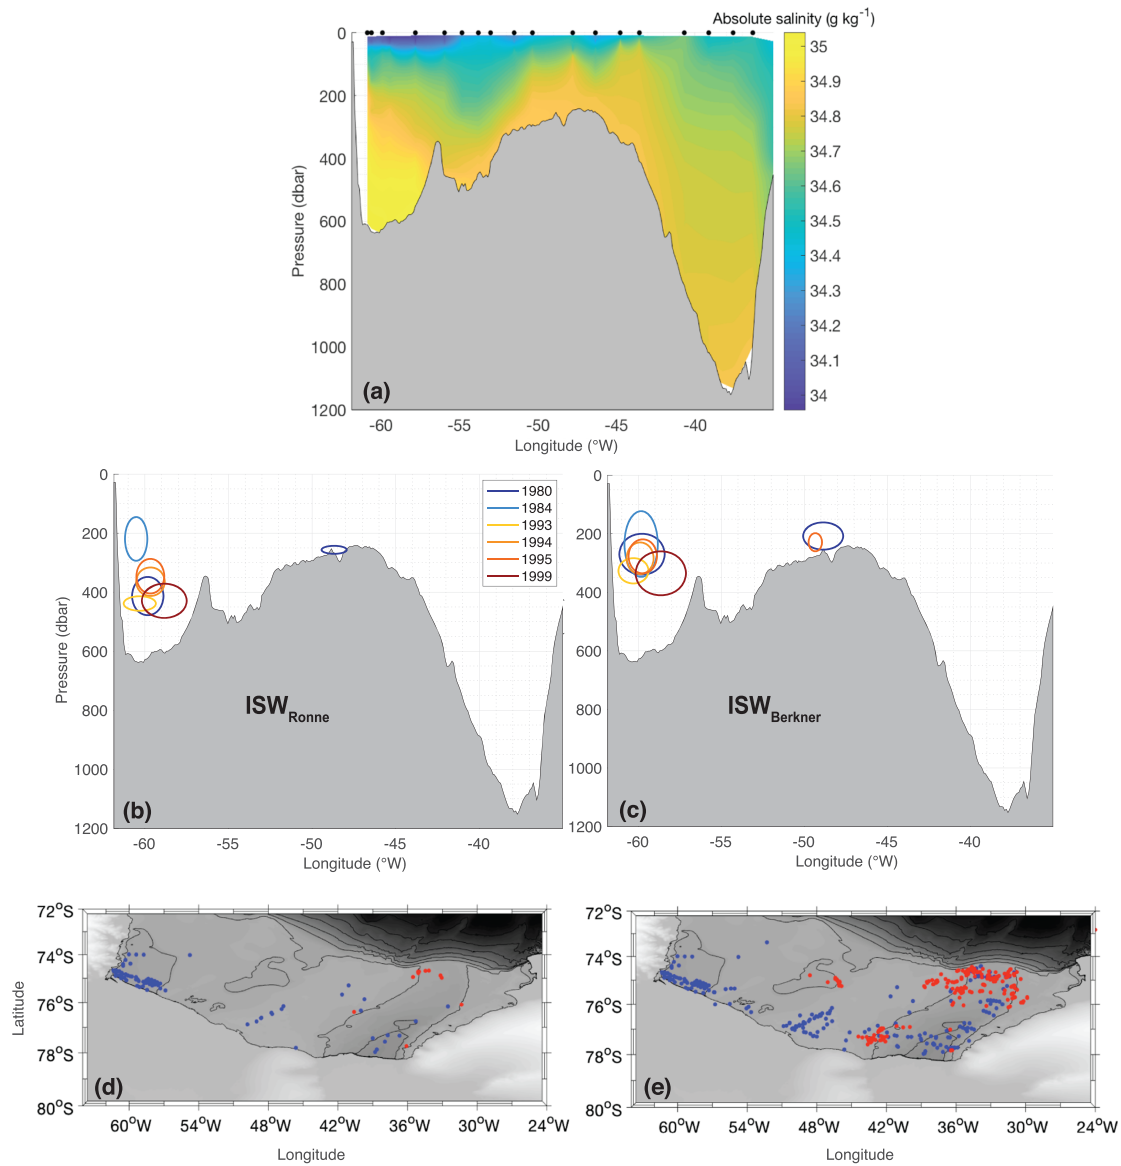 Absolute salinity (g kg⁻¹)
0
200
400
600
800
1000
1200
Pressure (dbar)
(a)
-60
-55
-50
-45
-40
Longitude (°W)
35
34.9
34.8
34.7
34.6
34.5
34.4
34.3
34.2
34.1
34
0
200
400
600
800
1000
1200
Pressure (dbar)
1980
1984
1993
1994
1995
1999
ISW Ronne
(b)
-60
-55
-50
-45
-40
Longitude (°W)
0
200
400
600
800
1000
1200
ISW Berkner
(c)
-60
-55
-50
-45
-40
Longitude (°W)
72°S
74°S
76°S
78°S
80°S
Latitude
(d)
60°W
54°W
48°W
42°W
36°W
30°W
24°W
Longitude
72°S
74°S
76°S
78°S
80°S
(e)
60°W
54°W
48°W
42°W
36°W
30°W
24°W
Longitude